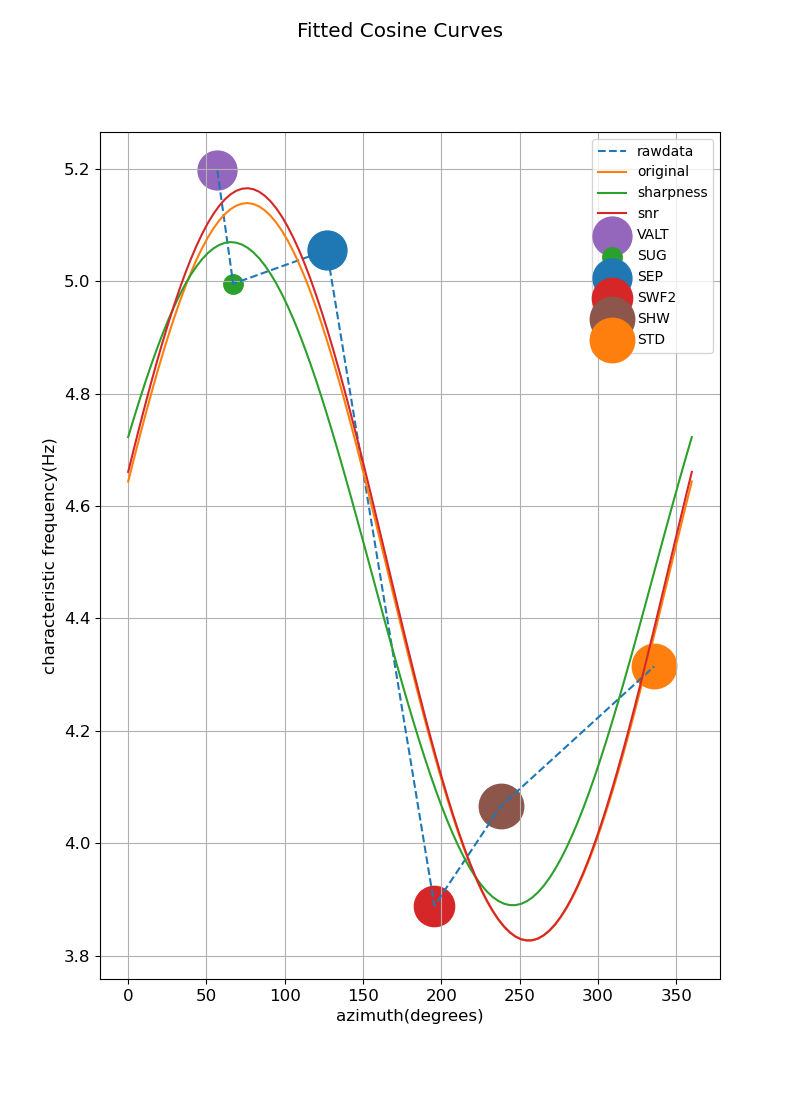 Fitted Cosine Curves
rawdata
original
sharpness
snr
VALT
SUG
SEP
SWF2
SHW
STD
characteristic frequency(Hz)
5.2
5.0
4.8
4.6
4.4
4.2
4.0
3.8
0 50 100 150 200 250 300 350
azimuth(degrees)